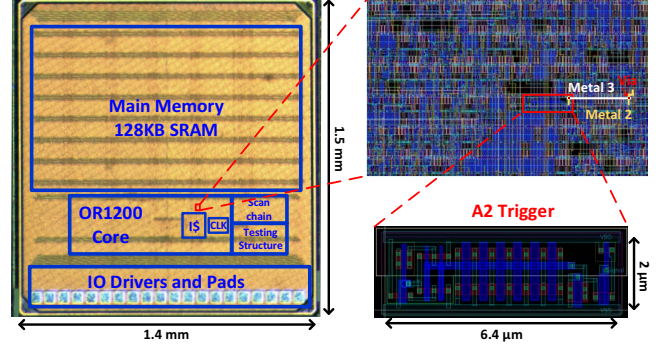 Main Memory
128KB SRAM
OR1200
Core
I$
CLK
Scan
chain
Testing
Structure
IO Drivers and Pads
1.4 mm
1.5 mm
Via
Metal 3
Metal 2
A2 Trigger
2 μm
6.4 μm